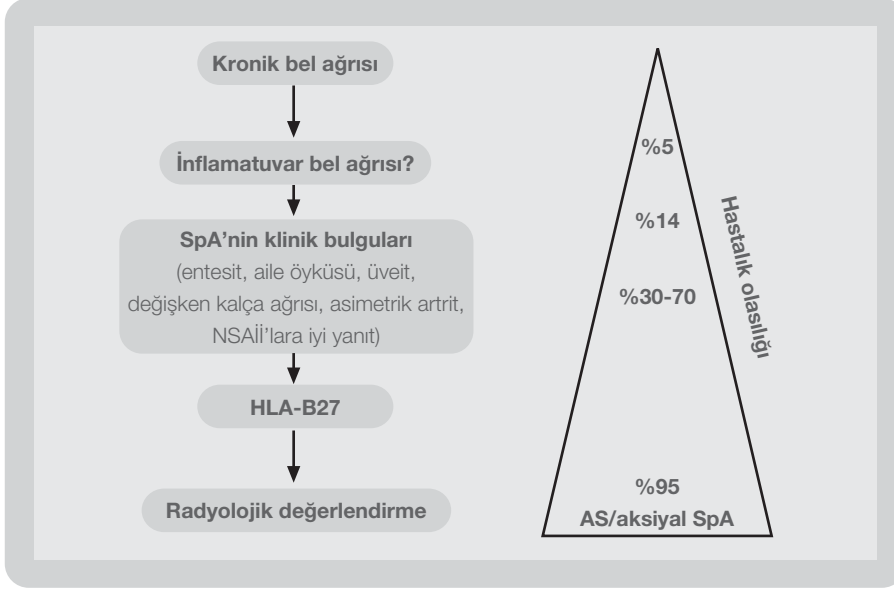 Kronik bel ağrısı
İnflamatuvar bel ağrısı?
SpA’nin klinik bulguları
(entesit, aile öyküsü, üveit,
değişken kalça ağrısı, asimetrik artrit,
NSAİİ’lara iyi yanıt)
HLA-B27
Radyolojik değerlendirme
%5
%14
%30-70
%95
AS/aksiyal SpA
Hastalık olasılığı